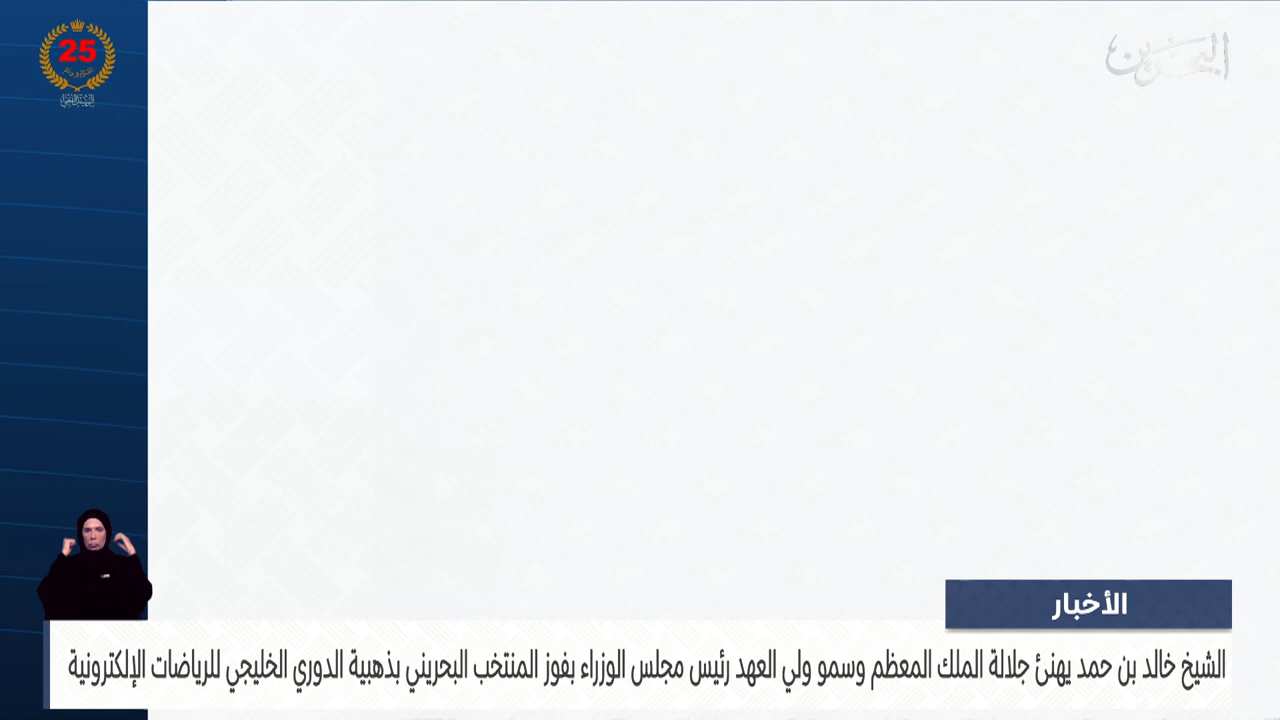 25
البحرين
الأخبار
الشيخ خالد بن حمد يهنئ جلالة الملك المعظم وسمو ولي العهد رئيس مجلس الوزراء بفوز المنتخب البحريني بذهبية الدوري الخليجي للرياضات الإلكترونية